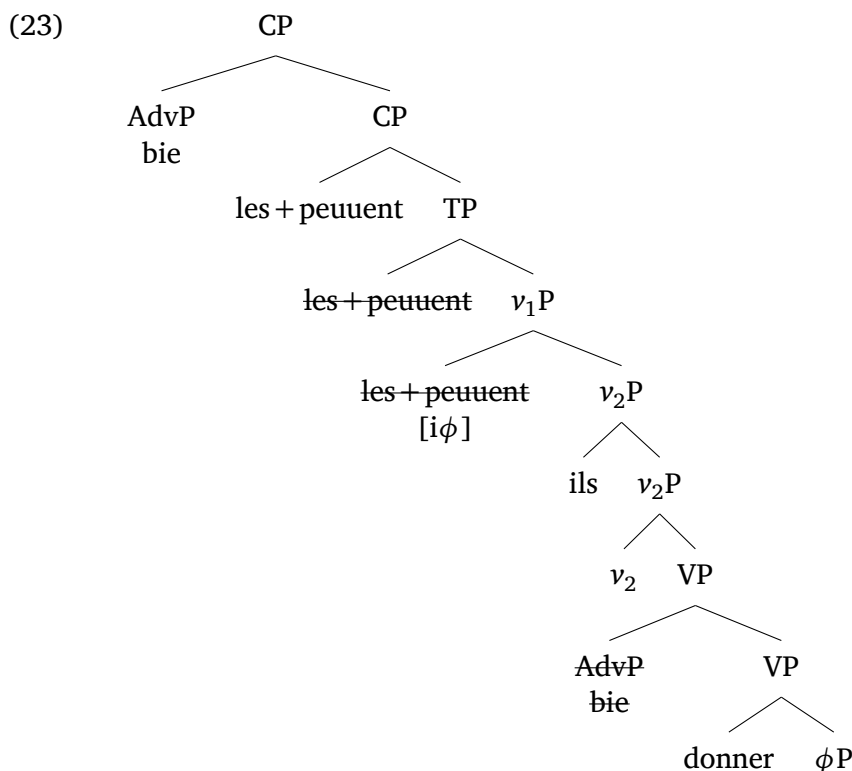 (23) CP
AdvP CP
bie
les+peuuent TP
les+peuuent v₁P
les+peuuent v₂P
[iϕ]
ils v₂P
v₂ VP
AdvP VP
bie
donner ϕP